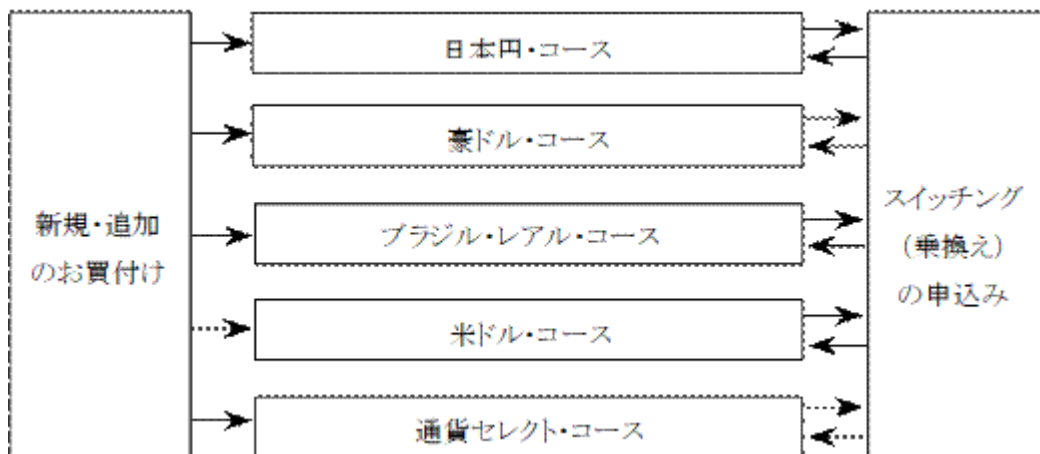 新規・追加
のお買付け
日本円・コース
豪ドル・コース
ブラジル・レアル・コース
米ドル・コース
通貨セレクト・コース
スイッチング
（乗換え）
の申込み